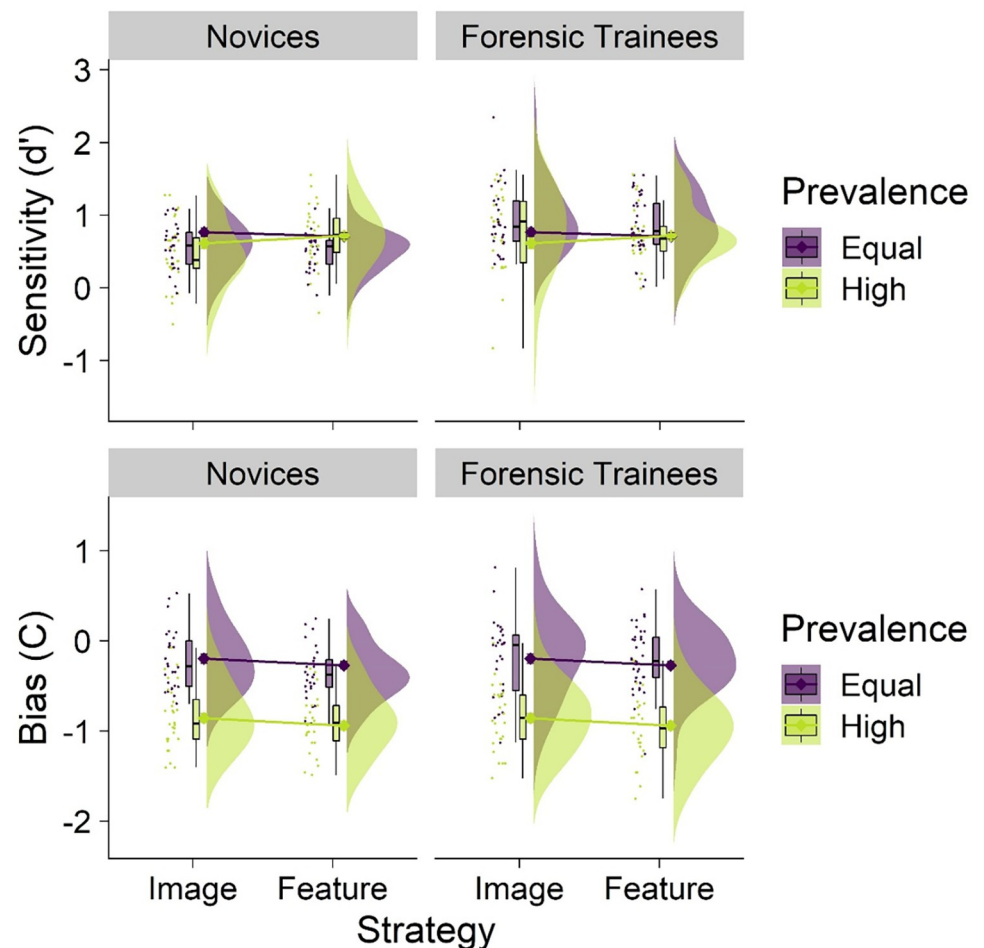 Novices
Forensic Trainees
Sensitivity (d')
3
2
1
0
-1
Prevalence
Equal
High
Novices
Forensic Trainees
Bias (C)
1
0
-1
-2
Prevalence
Equal
High
Image
Feature
Image
Feature
Strategy